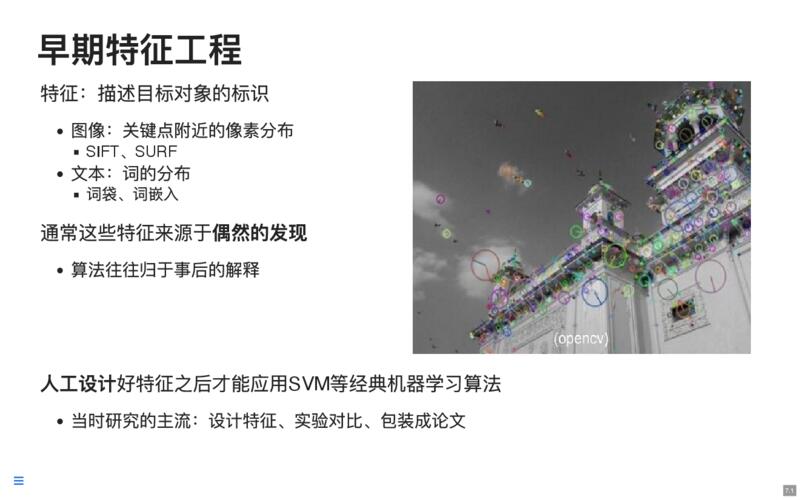 早期特征工程
特征：描述目标对象的标识
• 图像：关键点附近的像素分布
▪ SIFT、SURF
• 文本：词的分布
▪ 词袋、词嵌入
通常这些特征来源于偶然的发现
• 算法往往归于事后的解释
(opencv)
人工设计好特征之后才能应用SVM等经典机器学习算法
• 当时研究的主流：设计特征、实验对比、包装成论文
7.1